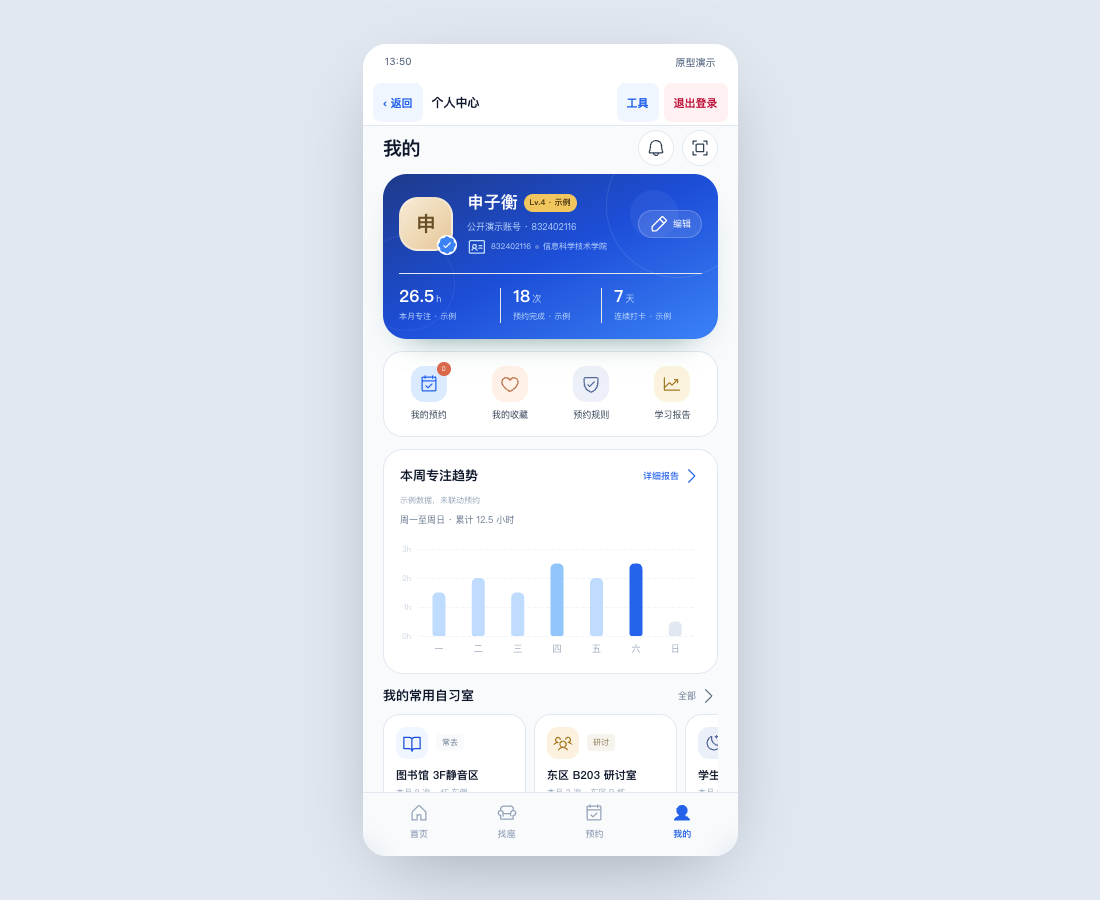 13:50
原型演示
‹ 返回
个人中心
工具
退出登录
我的
申
申子衡
Lv.4 · 示例
公开演示账号 · 832402116
832402116
信息科学技术学院
编辑
26.5 h
本月专注 · 示例
18 次
预约完成 · 示例
7 天
连续打卡 · 示例
0
我的预约
我的收藏
预约规则
学习报告
本周专注趋势
详细报告
示例数据，未联动预约
周一至周日 · 累计 12.5 小时
3h
2h
1h
0h
一
二
三
四
五
六
日
我的常用自习室
全部
常去
图书馆 3F静音区
研讨
东区 B203 研讨室
学生
首页
找座
预约
我的